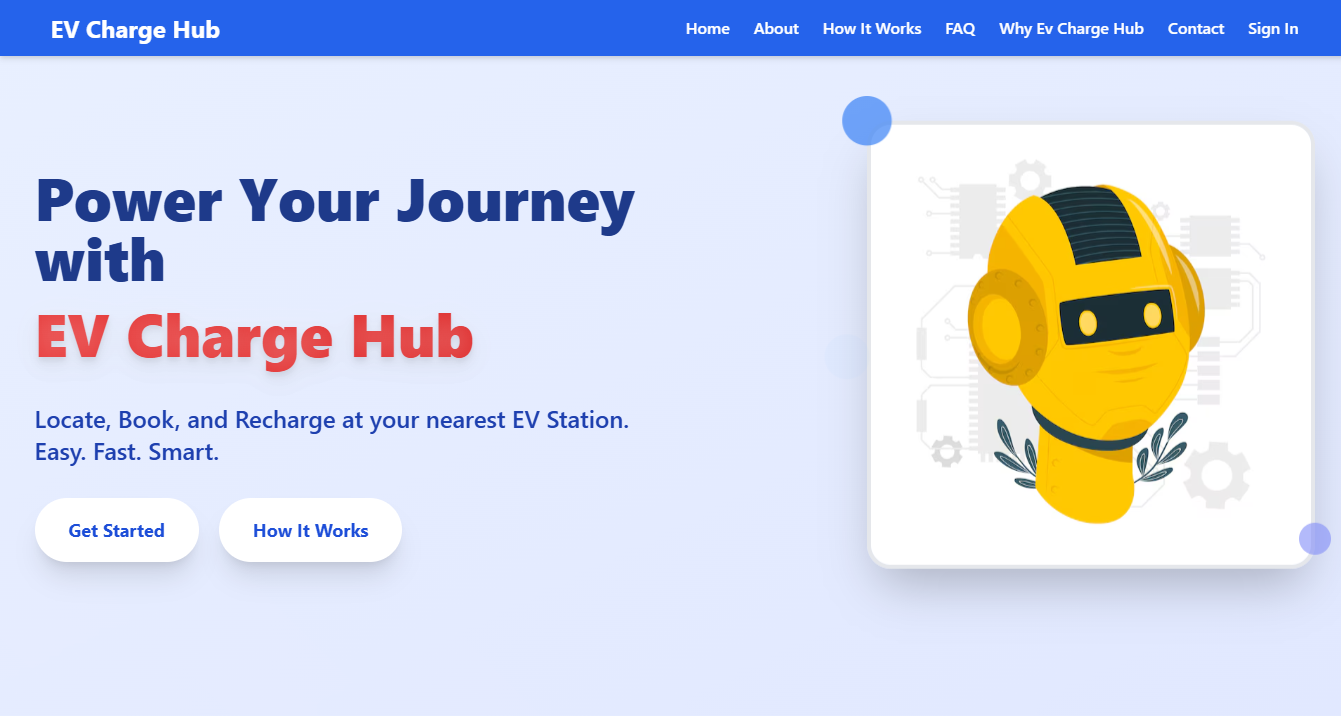 EV Charge Hub
Home About How It Works FAQ Why Ev Charge Hub Contact Sign In
Power Your Journey
with
EV Charge Hub
Locate, Book, and Recharge at your nearest EV Station.
Easy. Fast. Smart.
Get Started How It Works